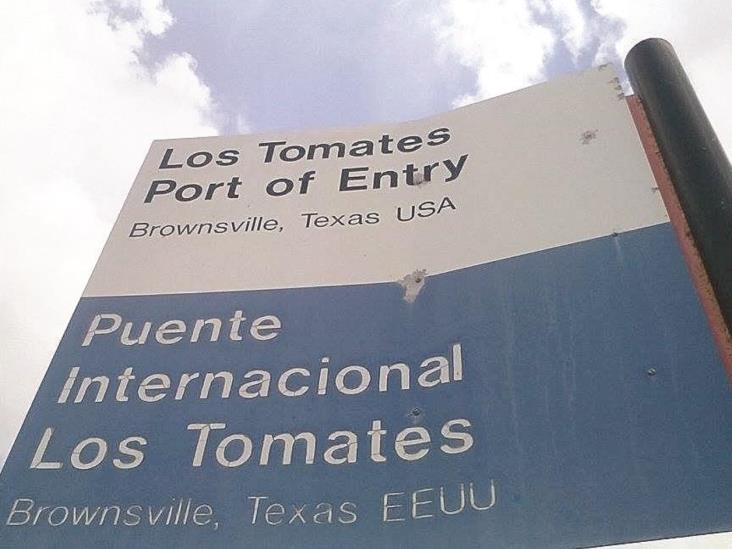 Los Tomates
Port of Entry
Brownsville, Texas USA
Puente
Internacional
Los Tomates
Brownsville, Texas EEUU